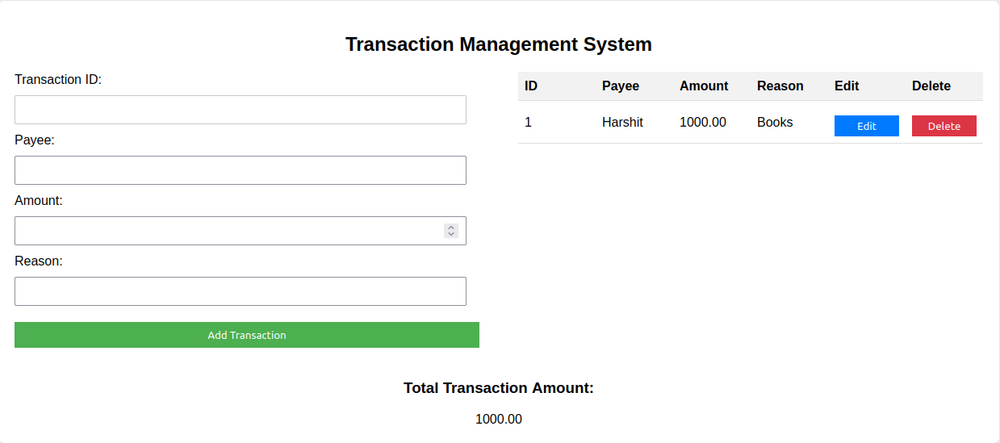 Transaction Management System
Transaction ID:
Payee:
Amount:
Reason:
Add Transaction
ID Payee Amount Reason Edit Delete
1 Harshit 1000.00 Books Edit Delete
Total Transaction Amount:
1000.00